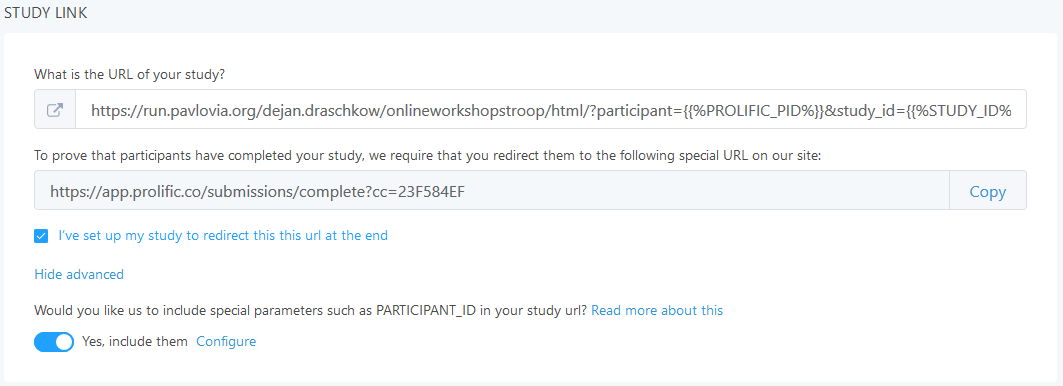 STUDY LINK
What is the URL of your study?
https://run.pavlovia.org/dejan.draschkow/onlineworkshopstroop/html/?participant={{%PROLIFIC_PID%}}&study_id={{%STUDY_ID%
To prove that participants have completed your study, we require that you redirect them to the following special URL on our site:
https://app.prolific.co/submissions/complete?cc=23F584EF Copy
I've set up my study to redirect this this url at the end
Hide advanced
Would you like us to include special parameters such as PARTICIPANT_ID in your study url? Read more about this
Yes, include them Configure